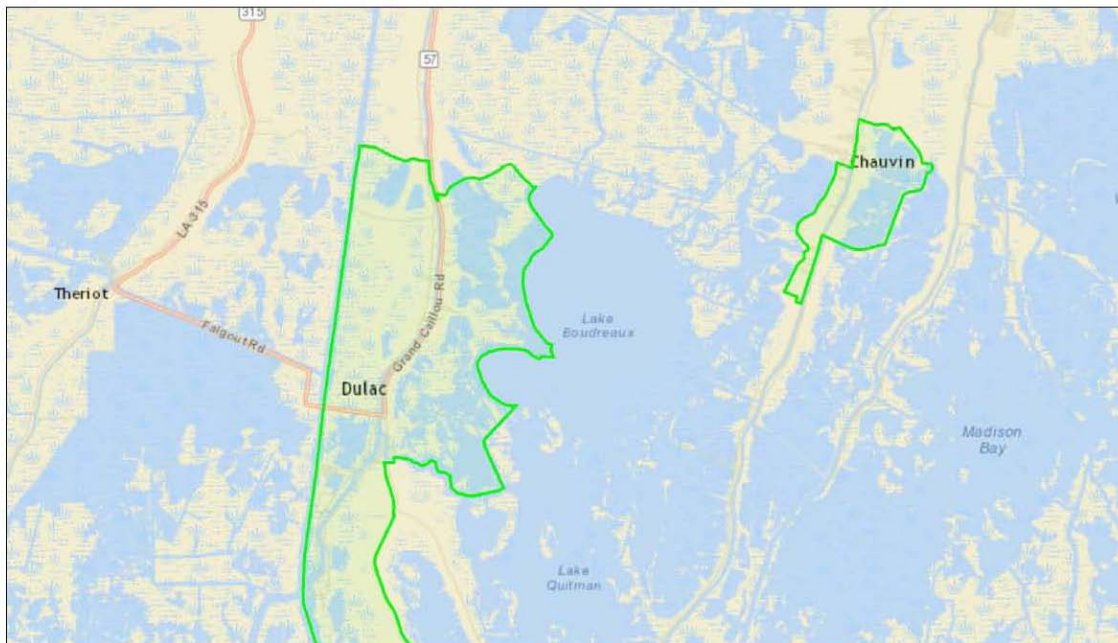 315
57
Chauvin
LA-315
Theriot
Grand Caillou Rd
Lake
Boudreaux
Falgout Rd
Dulac
Madison
Bay
Lake
Quitman